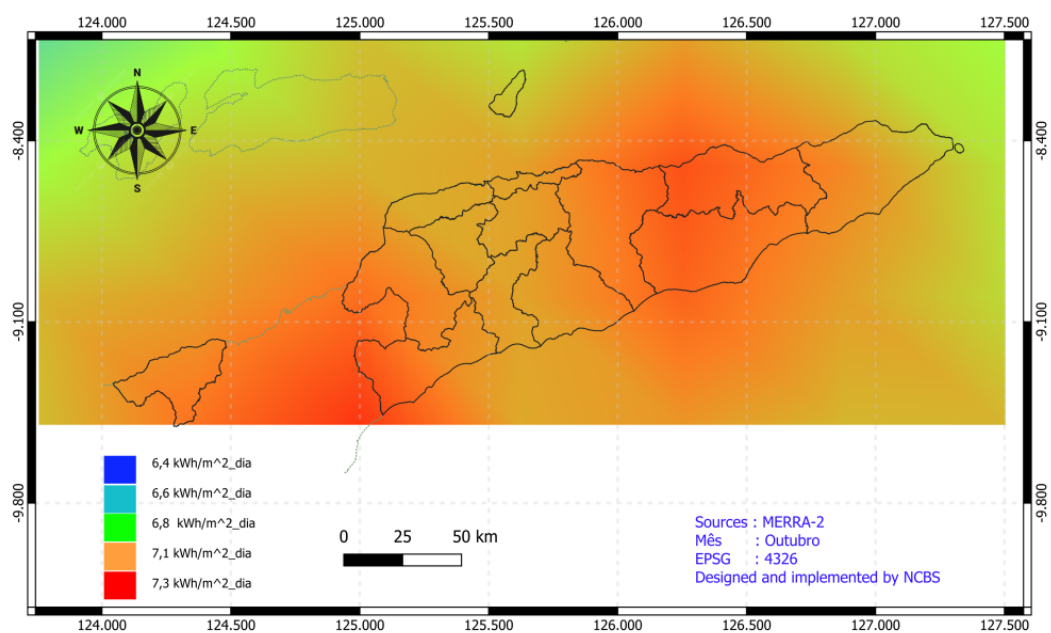 124.000 124.500 125.000 125.500 126.000 126.500 127.000 127.500
N
W E
S
-8.400 -8.400
-9.100 -9.100
-9.800 -9.800
6,4 kWh/m^2_dia
6,6 kWh/m^2_dia
6,8 kWh/m^2_dia
7,1 kWh/m^2_dia
7,3 kWh/m^2_dia
0 25 50 km
Sources : MERRA-2
Mês : Outubro
EPSG : 4326
Designed and implemented by NCBS
124.000 124.500 125.000 125.500 126.000 126.500 127.000 127.500